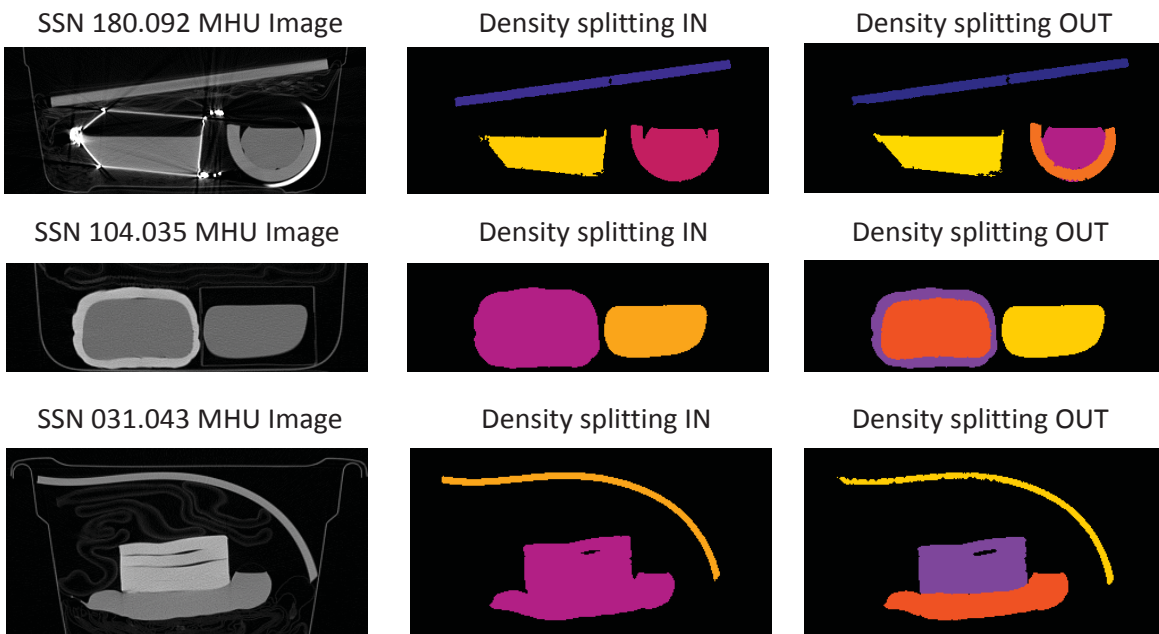 SSN 180.092 MHU Image
Density splitting IN
Density splitting OUT
SSN 104.035 MHU Image
Density splitting IN
Density splitting OUT
SSN 031.043 MHU Image
Density splitting IN
Density splitting OUT